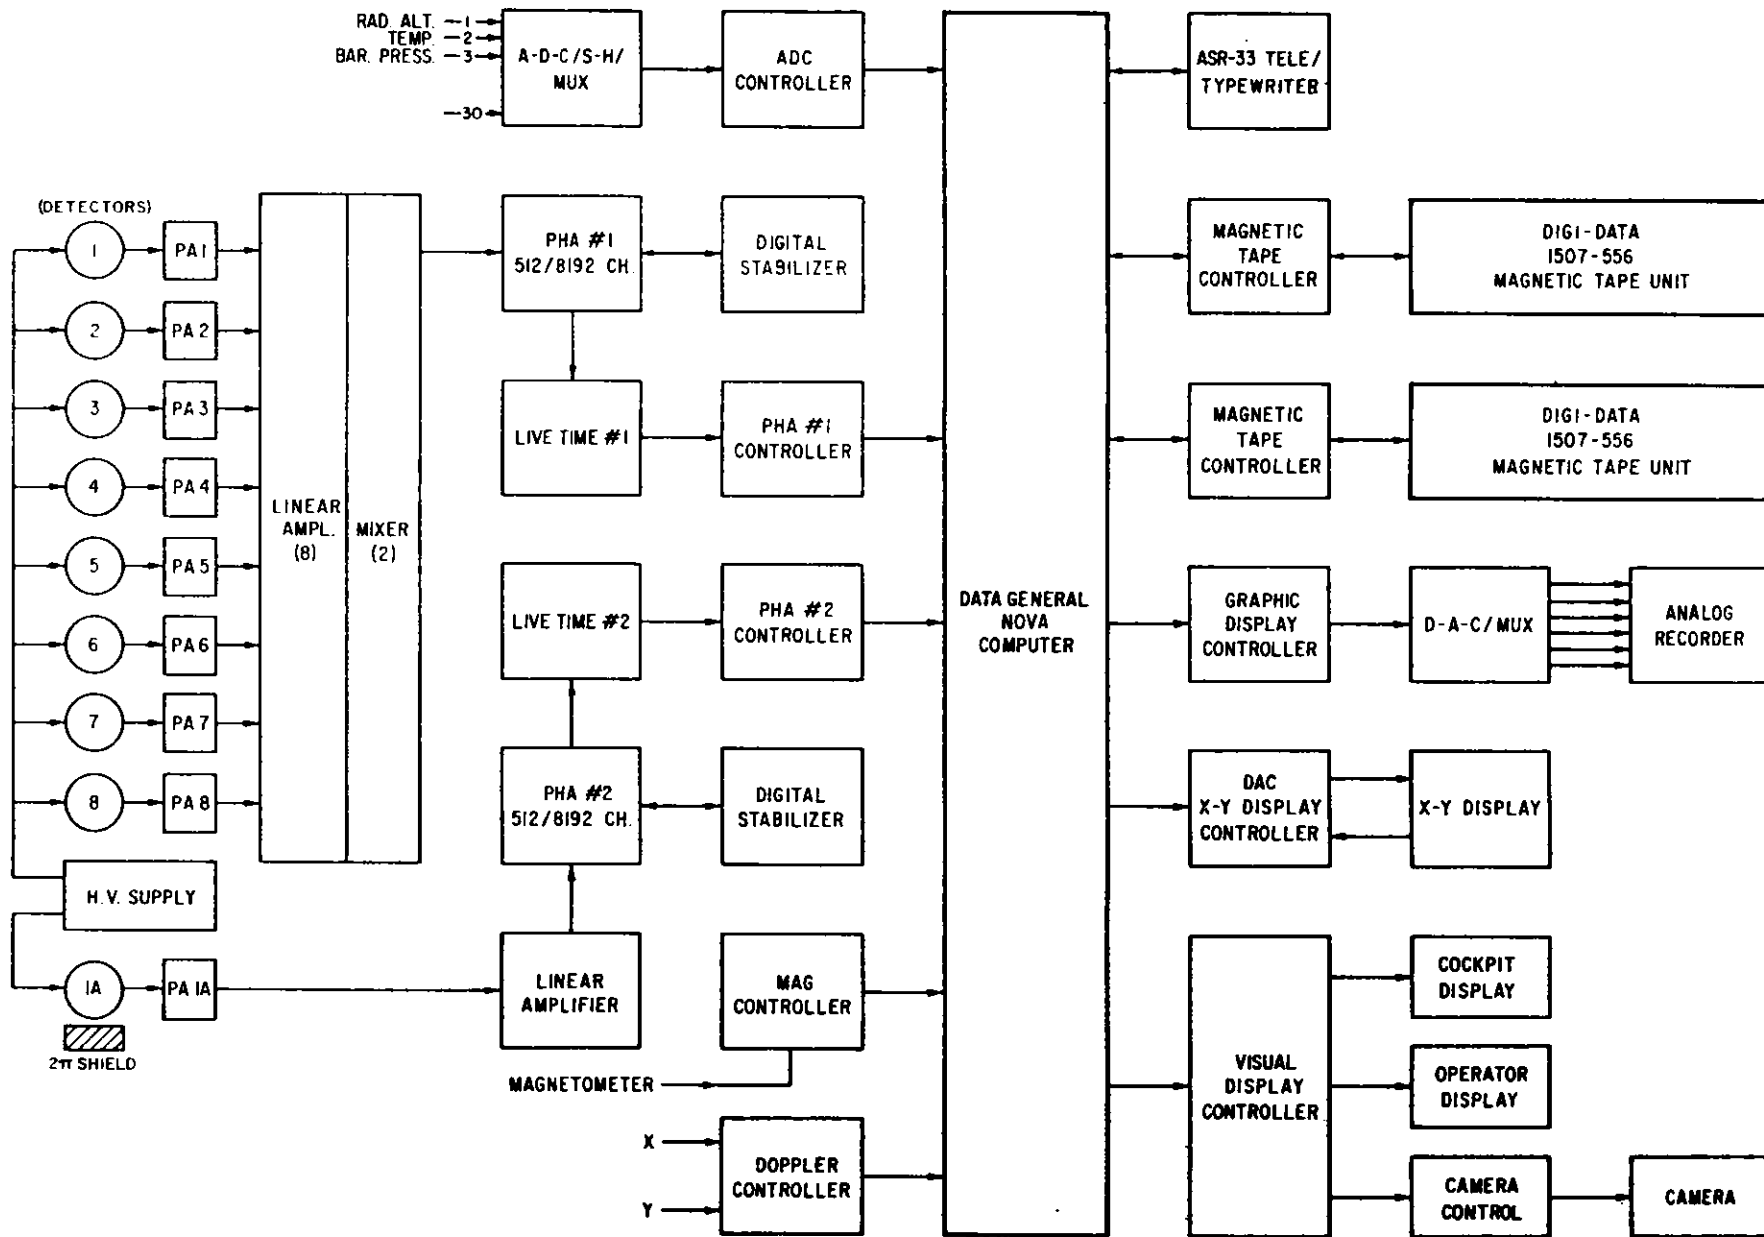 RAD. ALT. 1
TEMP. 2
BAR. PRESS. 3
30
A-D-C/S-H/
MUX
ADC
CONTROLLER
ASR-33 TELE/
TYPEWRITER
(DETECTORS)
1
PA 1
2
PA 2
3
PA 3
4
PA 4
5
PA 5
6
PA 6
7
PA 7
8
PA 8
H.V. SUPPLY
1A
PA 1A
2π SHIELD
LINEAR
AMPL.
(8)
MIXER
(2)
PHA #1
512/8192 CH.
DIGITAL
STABILIZER
LIVE TIME #1
PHA #1
CONTROLLER
LIVE TIME #2
PHA #2
CONTROLLER
PHA #2
512/8192 CH.
DIGITAL
STABILIZER
LINEAR
AMPLIFIER
MAG
CONTROLLER
MAGNETOMETER
X
Y
DOPPLER
CONTROLLER
DATA GENERAL
NOVA
COMPUTER
MAGNETIC
TAPE
CONTROLLER
DIGI-DATA
1507-556
MAGNETIC TAPE UNIT
MAGNETIC
TAPE
CONTROLLER
DIGI-DATA
1507-556
MAGNETIC TAPE UNIT
GRAPHIC
DISPLAY
CONTROLLER
D-A-C/MUX
ANALOG
RECORDER
DAC
X-Y DISPLAY
CONTROLLER
X-Y DISPLAY
VISUAL
DISPLAY
CONTROLLER
COCKPIT
DISPLAY
OPERATOR
DISPLAY
CAMERA
CONTROL
CAMERA